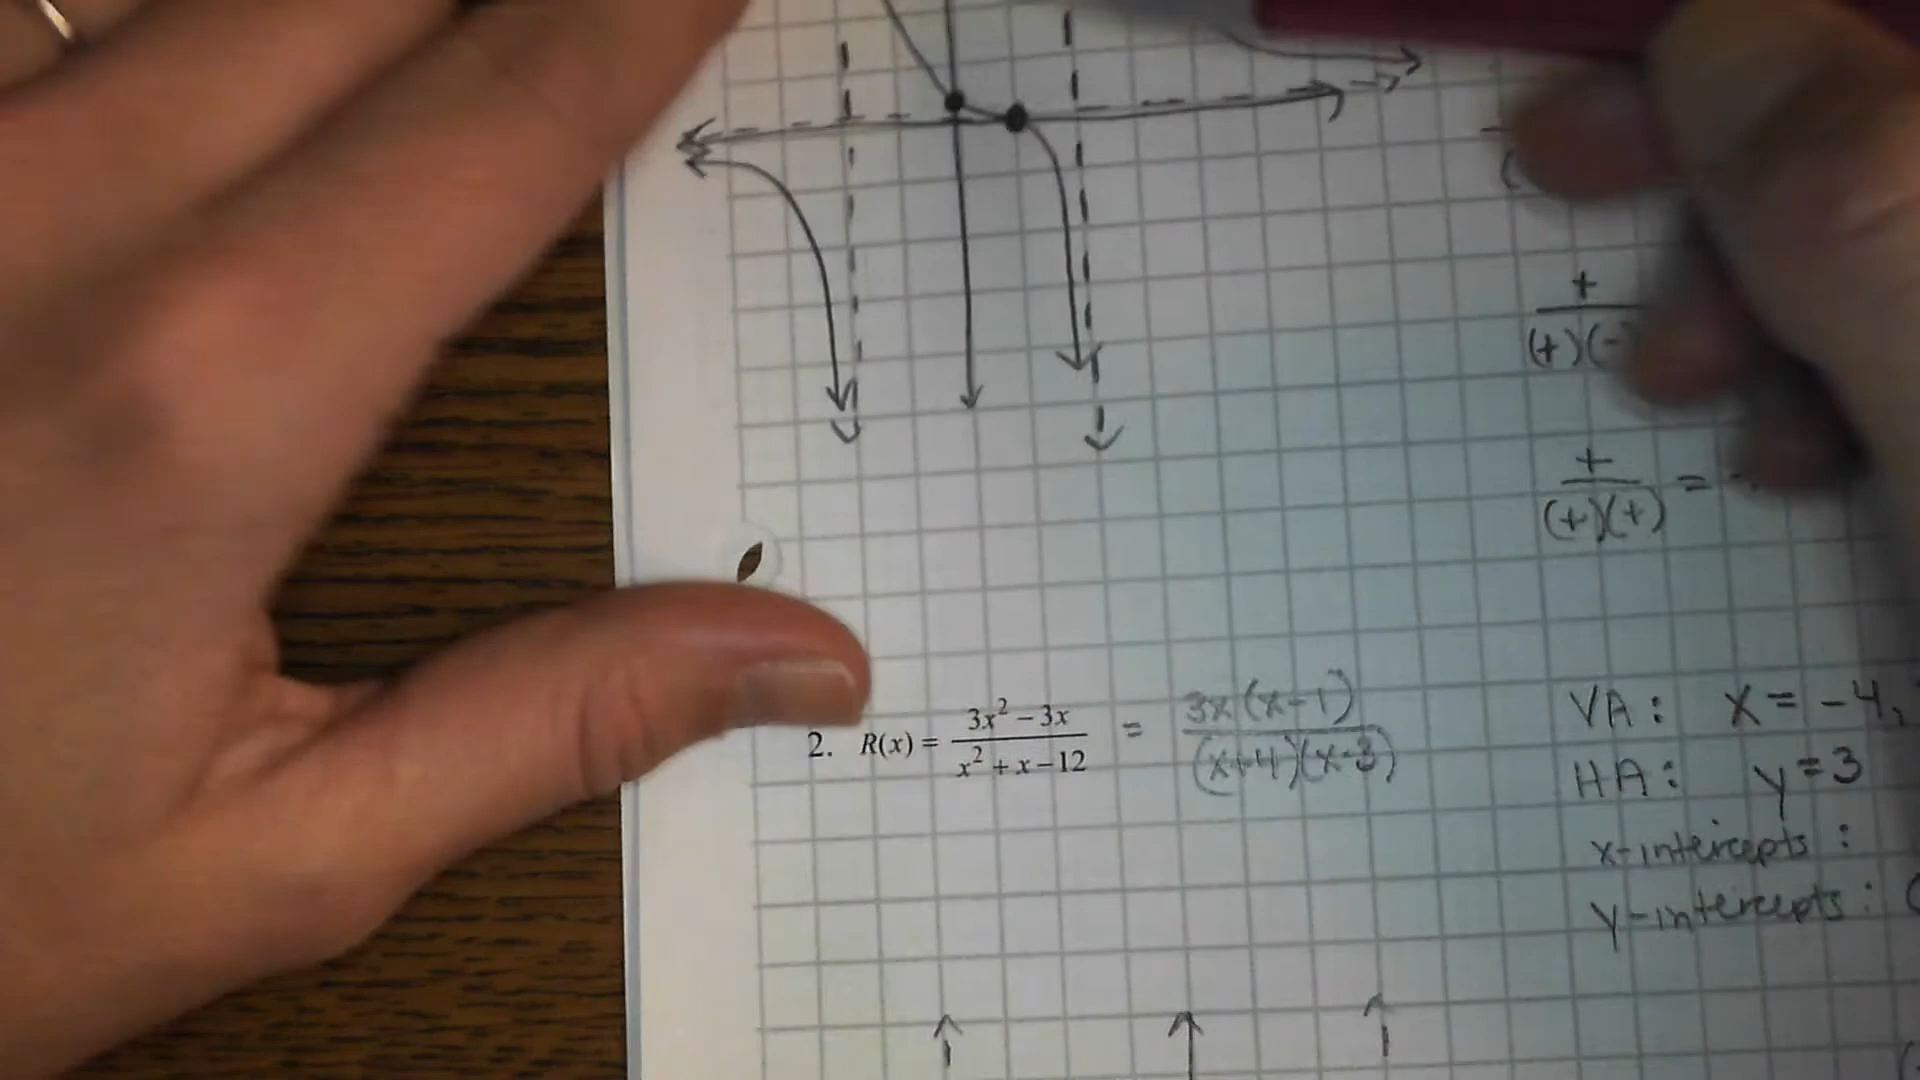 +
(+)(-
+
(+)(+) =
2. R(x) = 3x² - 3x / x² + x - 12 = 3x(x-1) / (x+4)(x-3)
VA: x = -4,
HA: y = 3
x-intercepts:
y-intercepts: (